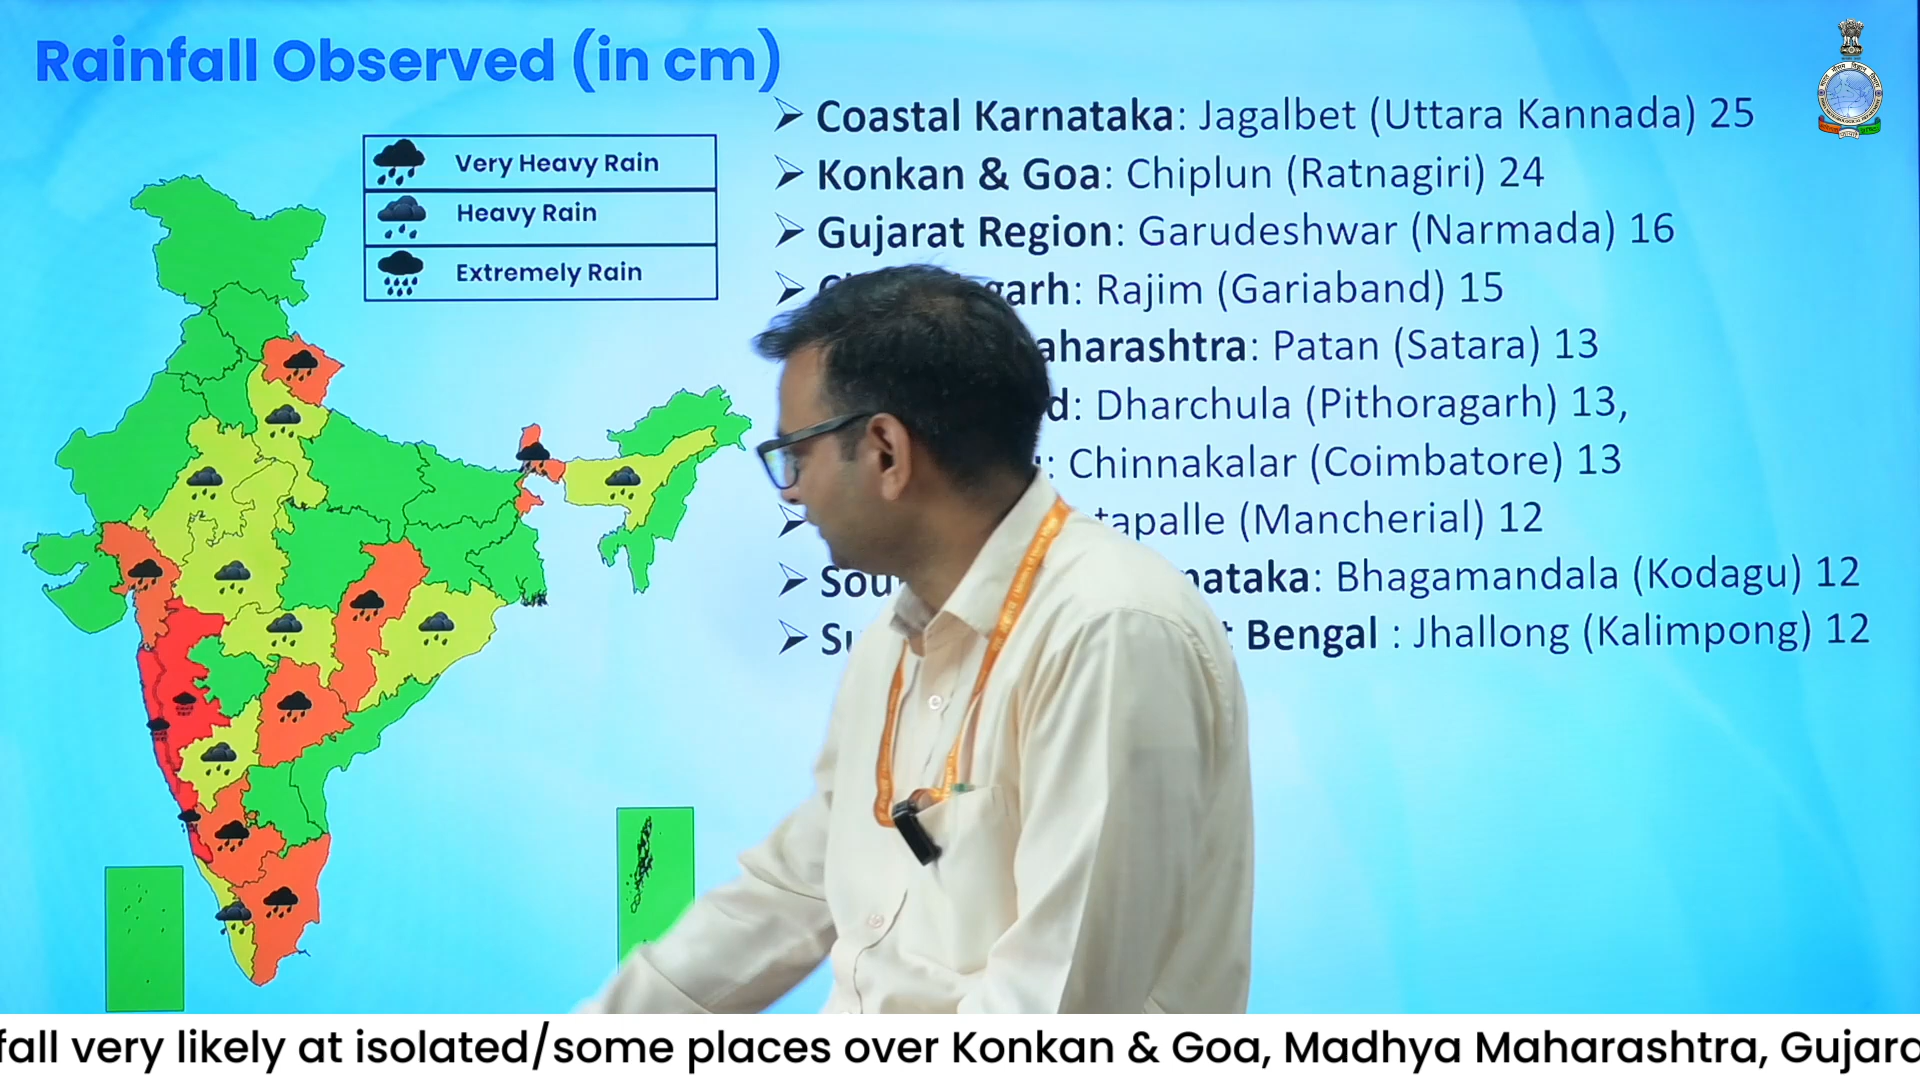 Rainfall Observed (in cm)
Very Heavy Rain
Heavy Rain
Extremely Rain
➢ Coastal Karnataka: Jagalbet (Uttara Kannada) 25
➢ Konkan & Goa: Chiplun (Ratnagiri) 24
➢ Gujarat Region: Garudeshwar (Narmada) 16
➢ garh: Rajim (Gariaband) 15
aharashtra: Patan (Satara) 13
d: Dharchula (Pithoragarh) 13,
: Chinnakalar (Coimbatore) 13
➢ tapalle (Mancherial) 12
➢ Sou nataka: Bhagamandala (Kodagu) 12
➢ Su t Bengal : Jhallong (Kalimpong) 12
fall very likely at isolated/some places over Konkan & Goa, Madhya Maharashtra, Gujara